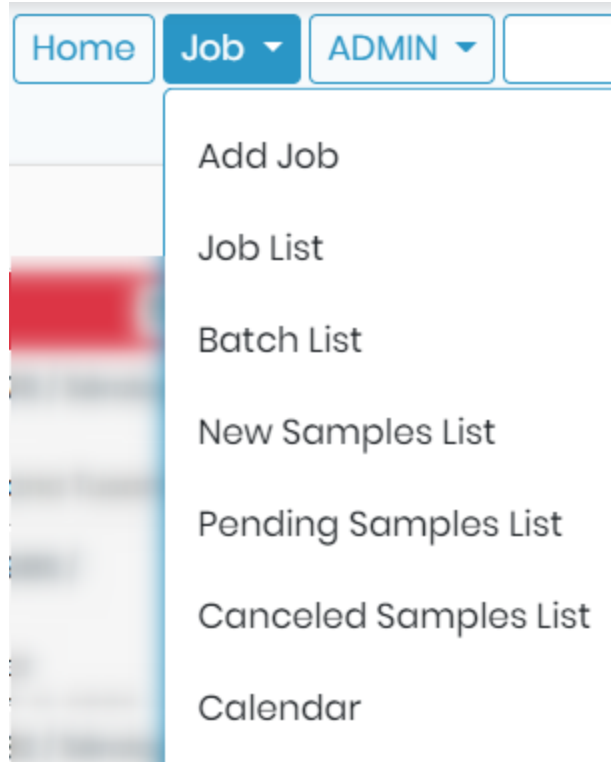 Home Job ADMIN
Add Job
Job List
Batch List
New Samples List
Pending Samples List
Canceled Samples List
Calendar